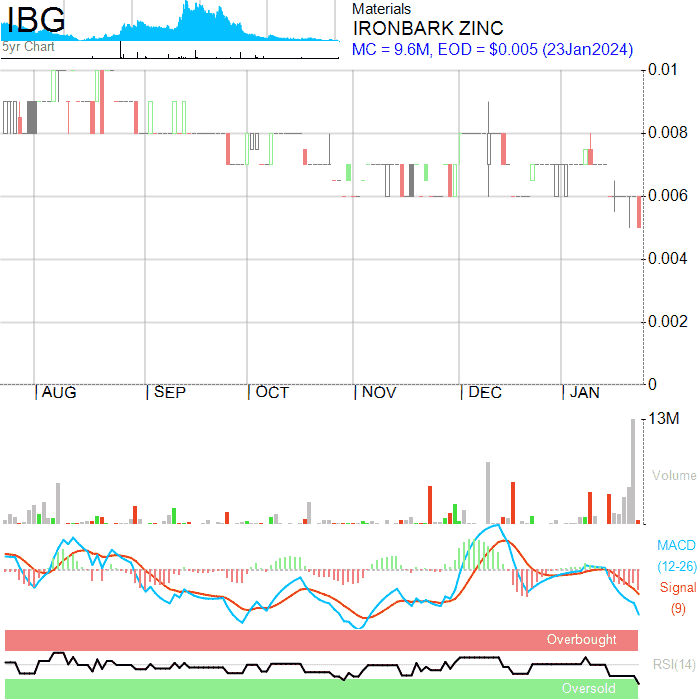 IBG
5yr Chart
Materials
IRONBARK ZINC
MC = 9.6M, EOD = $0.005 (23Jan2024)
0.01
0.008
0.006
0.004
0.002
0
AUG SEP OCT NOV DEC JAN
13M
Volume
MACD
(12-26)
Signal
(9)
Overbought
RSI(14)
Oversold